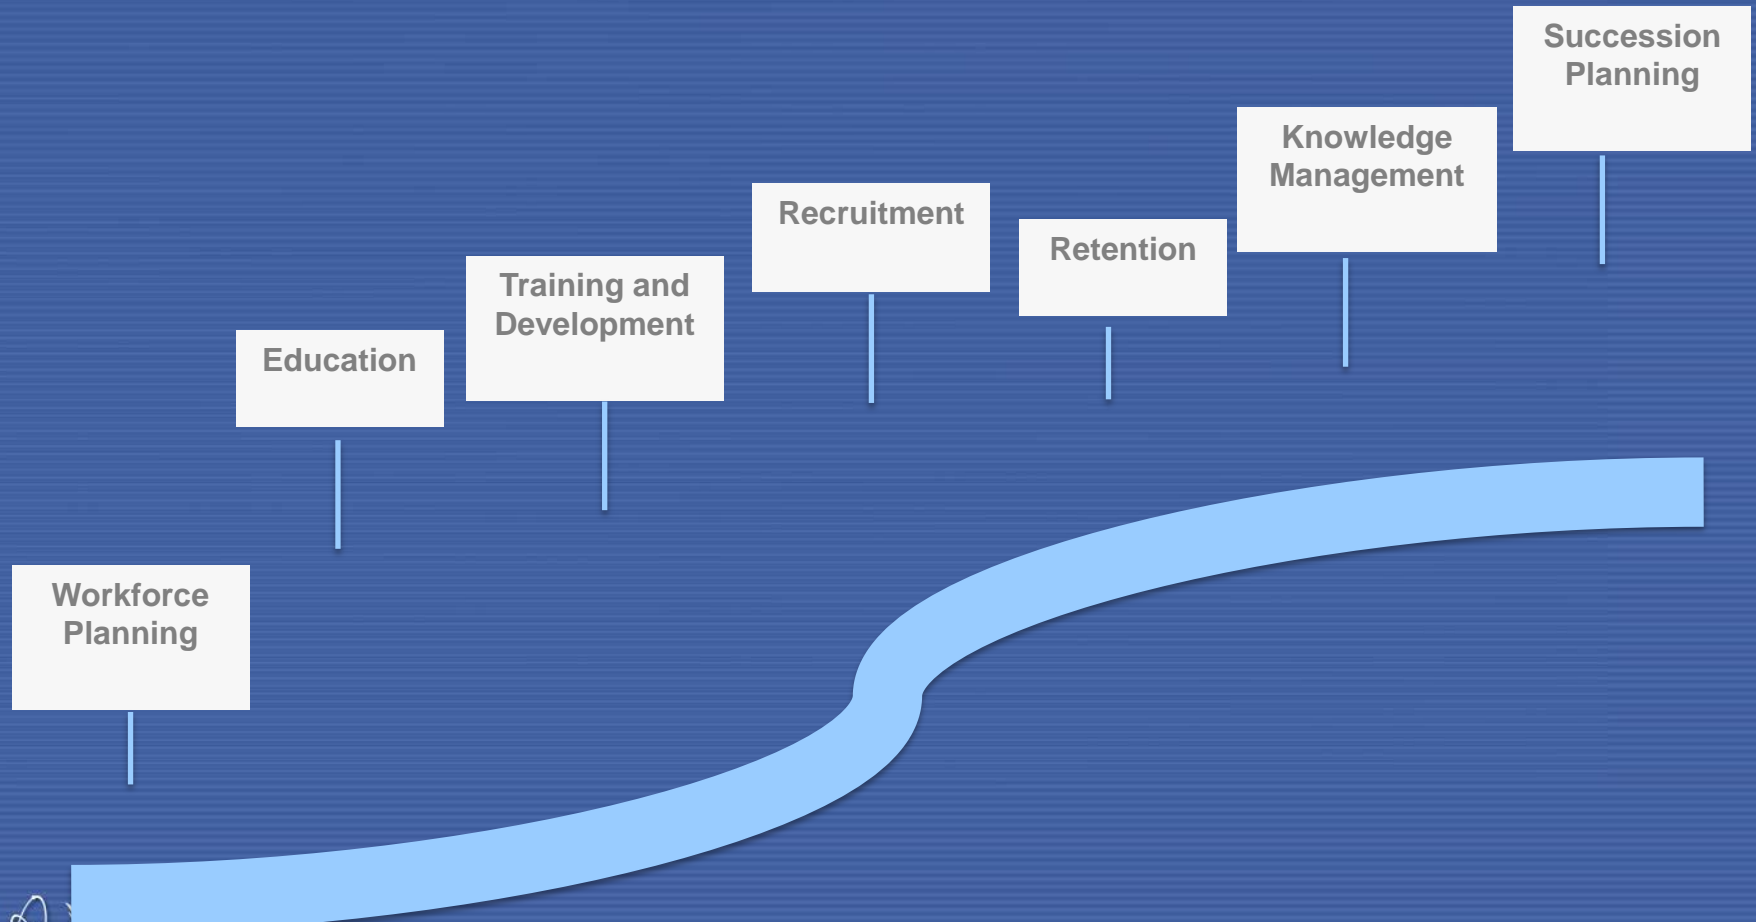 Workforce
Planning
Education
Training and
Development
Recruitment
Retention
Knowledge
Management
Succession
Planning